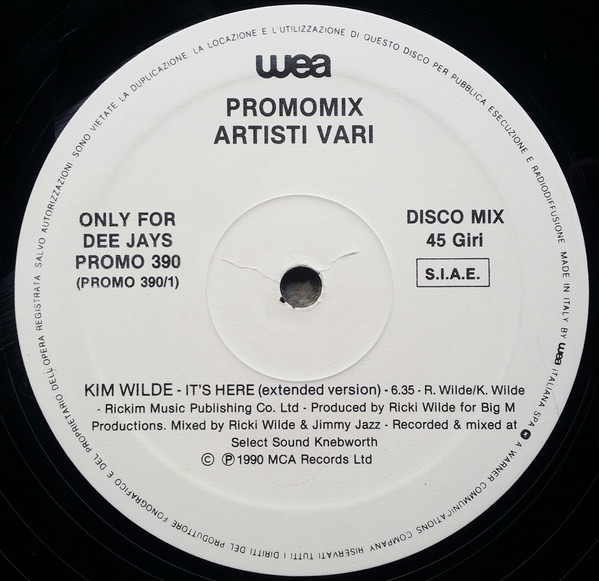 wea
PROMOMIX
ARTISTI VARI
ONLY FOR
DEE JAYS
PROMO 390
(PROMO 390/1)
DISCO MIX
45 Giri
S.I.A.E.
KIM WILDE - IT'S HERE (extended version) - 6.35 - R. Wilde/K. Wilde
- Rickim Music Publishing Co. Ltd - Produced by Ricki Wilde for Big M
Productions. Mixed by Ricki Wilde & Jimmy Jazz - Recorded & mixed at
Select Sound Knebworth
© ℗ 1990 MCA Records Ltd
MADE IN ITALY BY wea ITALIANA SPA A WARNER COMMUNICATIONS COMPANY RISERVATI TUTTI I DIRITTI DEL PRODUTTORE FONOGRAFICO E DEL PROPRIETARIO DELL'OPERA REGISTRATA SALVO AUTORIZZAZIONI SONO VIETATE LA DUPLICAZIONE, LA LOCAZIONE E L'UTILIZZAZIONE DI QUESTO DISCO PER PUBBLICA ESECUZIONE E RADIODIFFUSIONE.